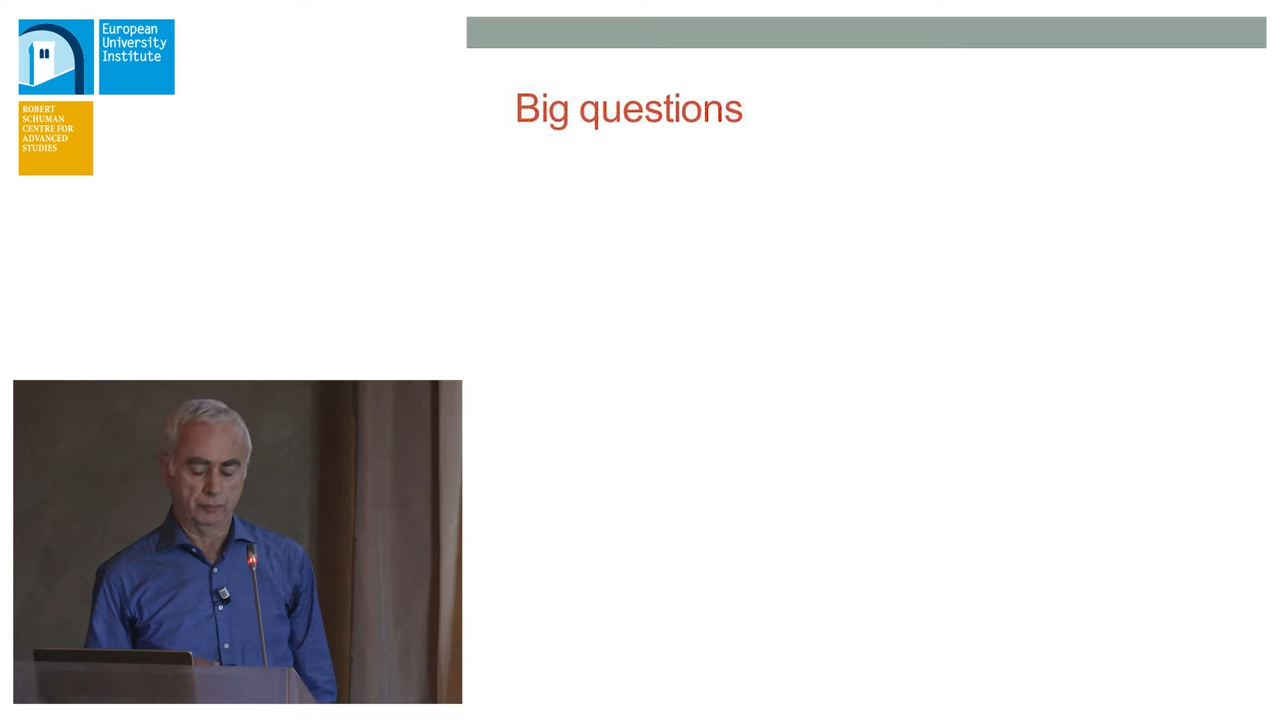 European
University
Institute
ROBERT
SCHUMAN
CENTRE FOR
ADVANCED
STUDIES
Big questions